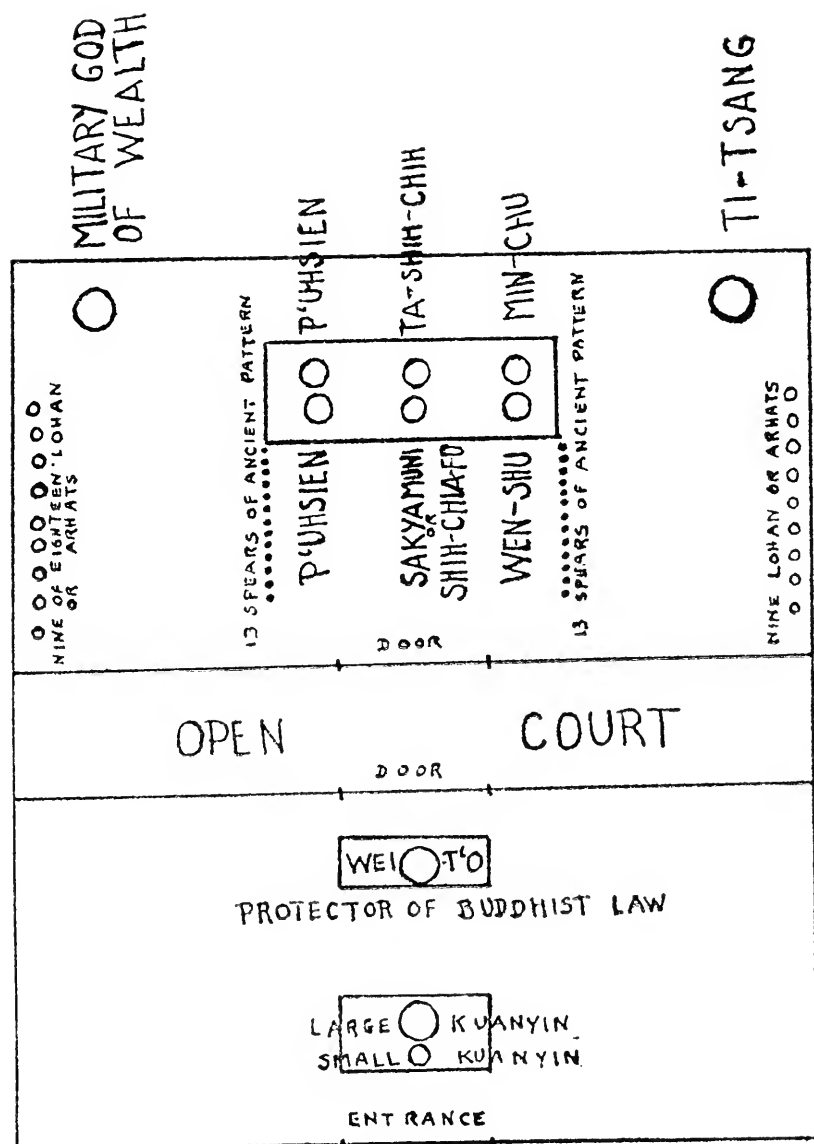 MILITARY GOD
OF WEALTH
TI-TSANG
P'UHSIEN
TA-SHIH-CHIH
MIN-CHU
13 SPEARS OF ANCIENT PATTERN
13 SPEARS OF ANCIENT PATTERN
NINE OF EIGHTEEN LOHAN
OR ARHATS
NINE LOHAN OR ARHATS
P'UHSIEN
SAKYAMUNI
OR
SHIH-CHIA-FO
WEN-SHU
DOOR
OPEN COURT
DOOR
WEI T'O
PROTECTOR OF BUDDHIST LAW
LARGE KUANYIN
SMALL KUANYIN
ENTRANCE